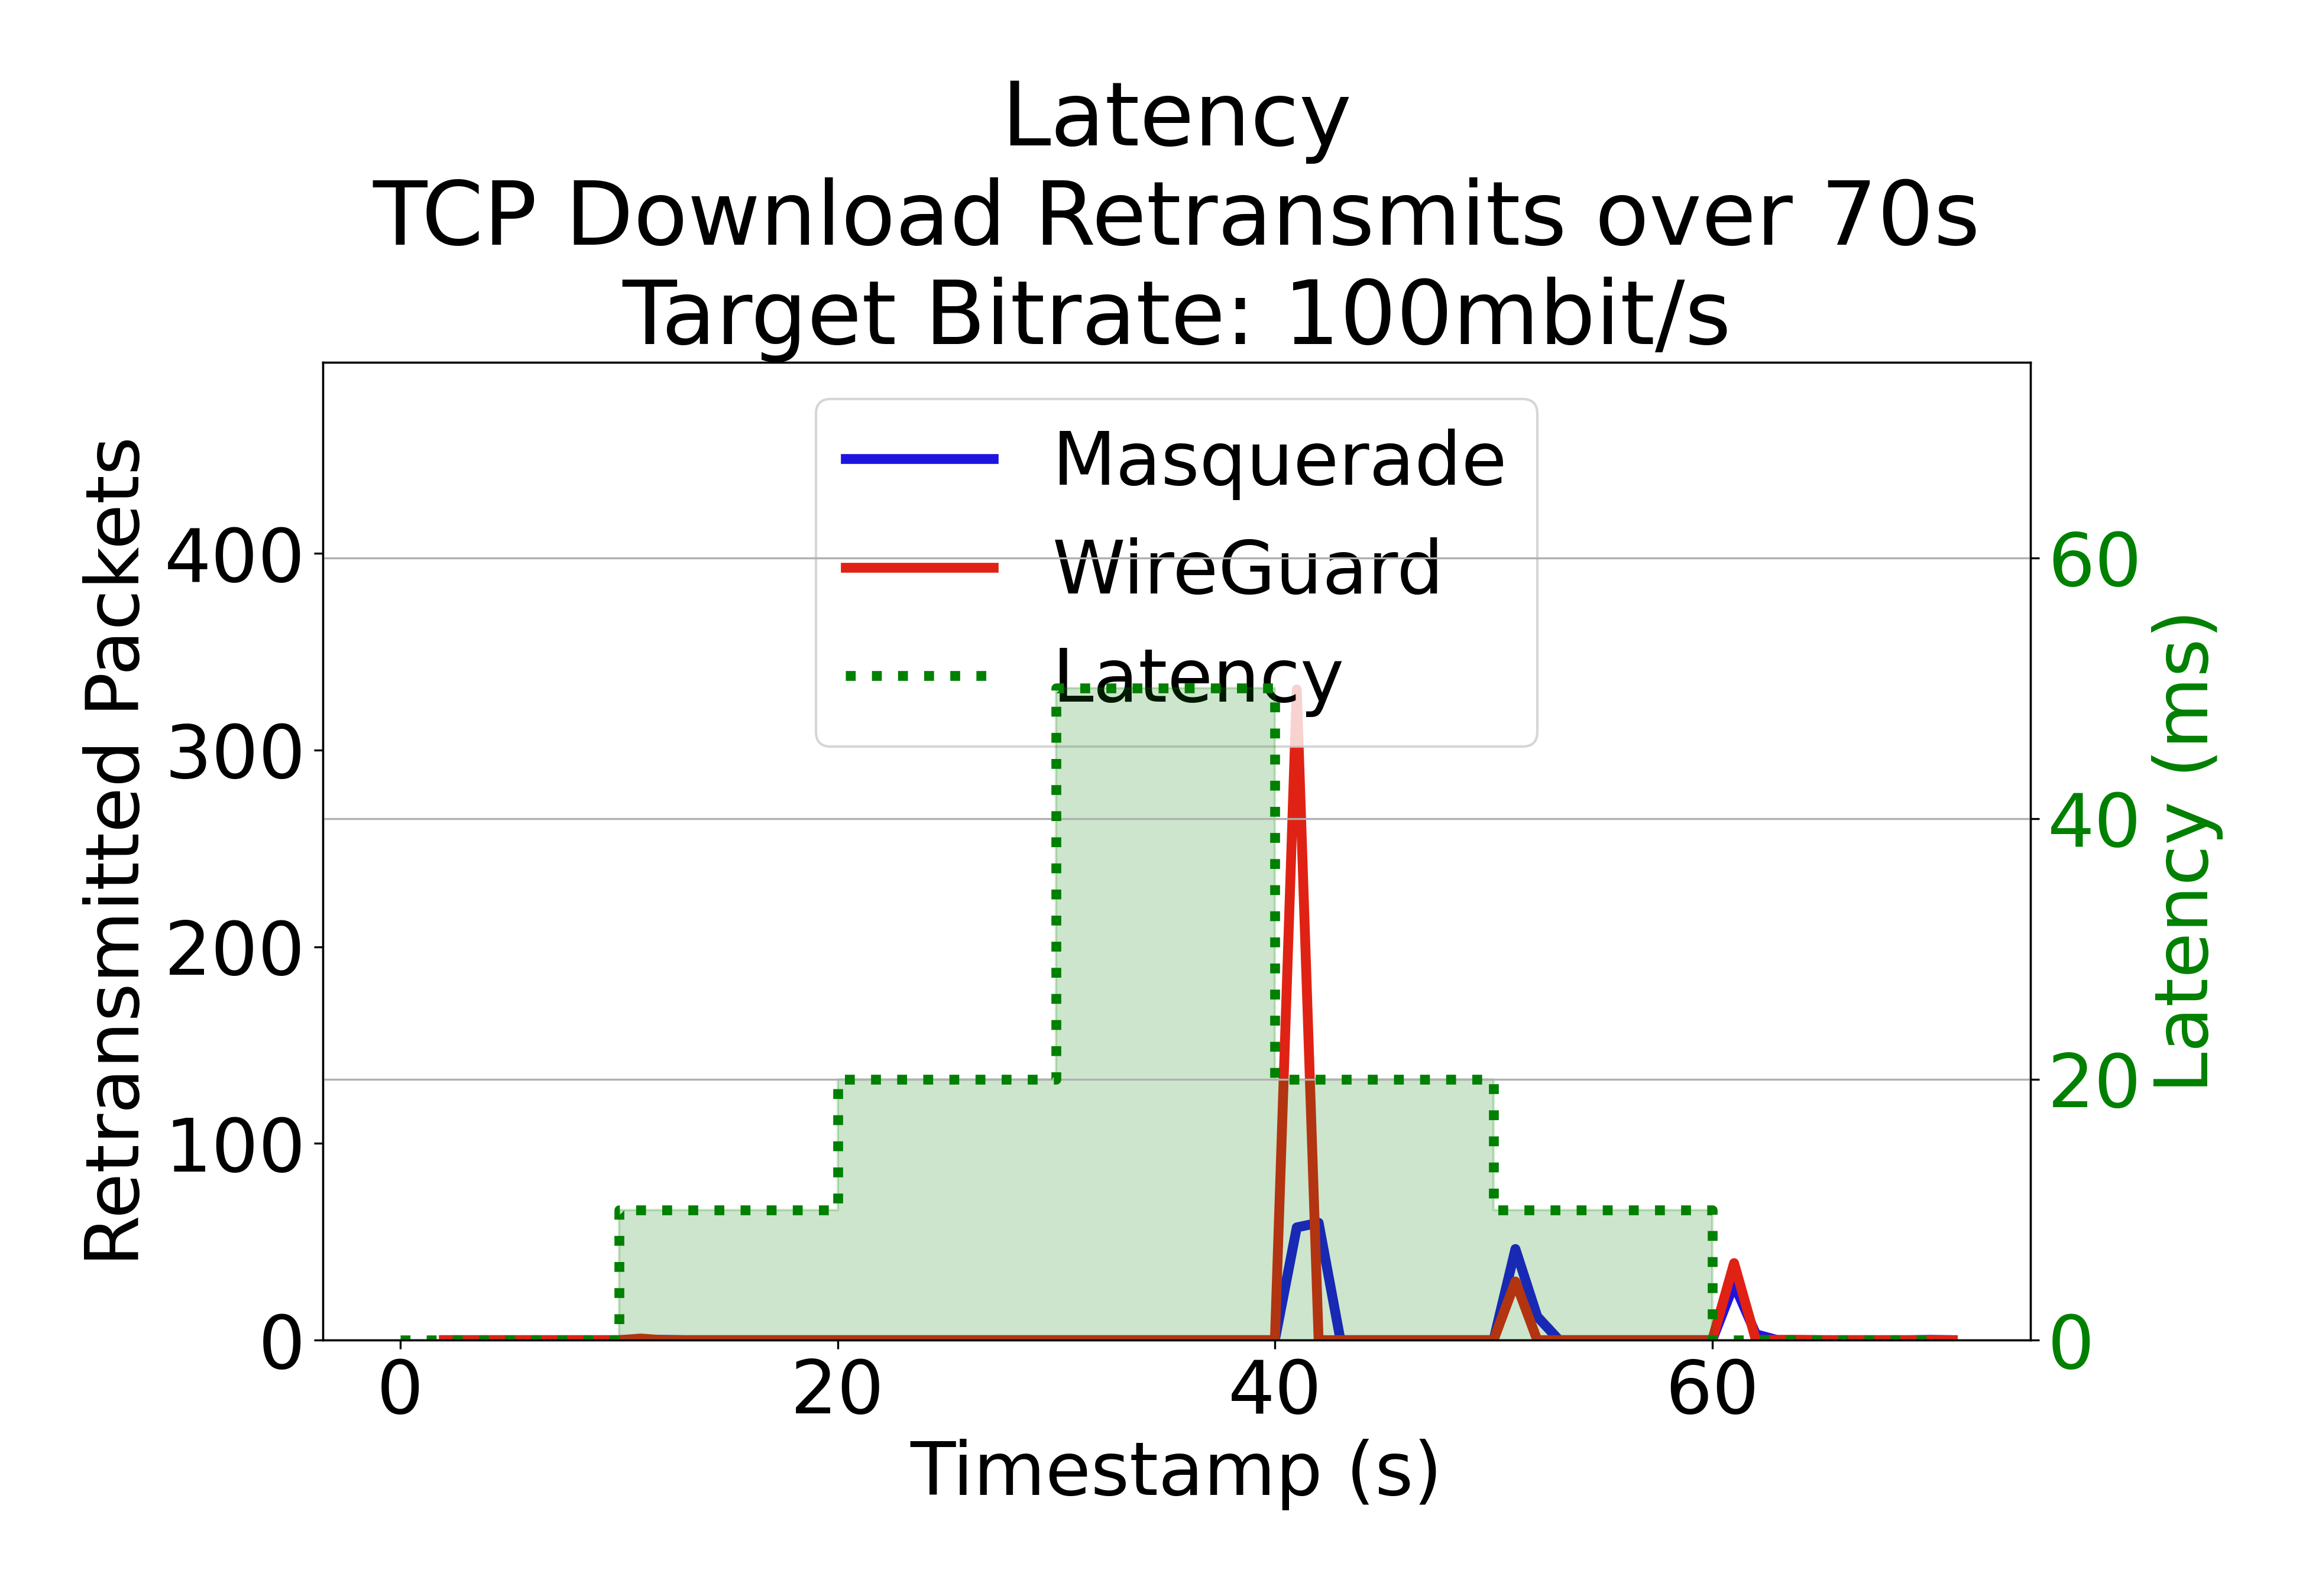 Latency
TCP Download Retransmits over 70s
Target Bitrate: 100mbit/s
Masquerade
WireGuard
Latency
Retransmitted Packets
400
300
200
100
0
60
40
20
0
Latency (ms)
0
20
40
60
Timestamp (s)